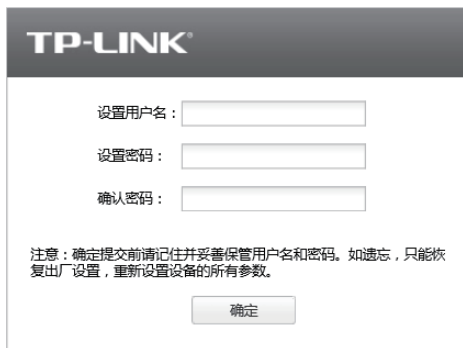 TP-LINK®
设置用户名：
设置密码：
确认密码：
注意：确定提交前请记住并妥善保管用户名和密码。如遗忘，只能恢
复出厂设置，重新设置设备的所有参数。
确定